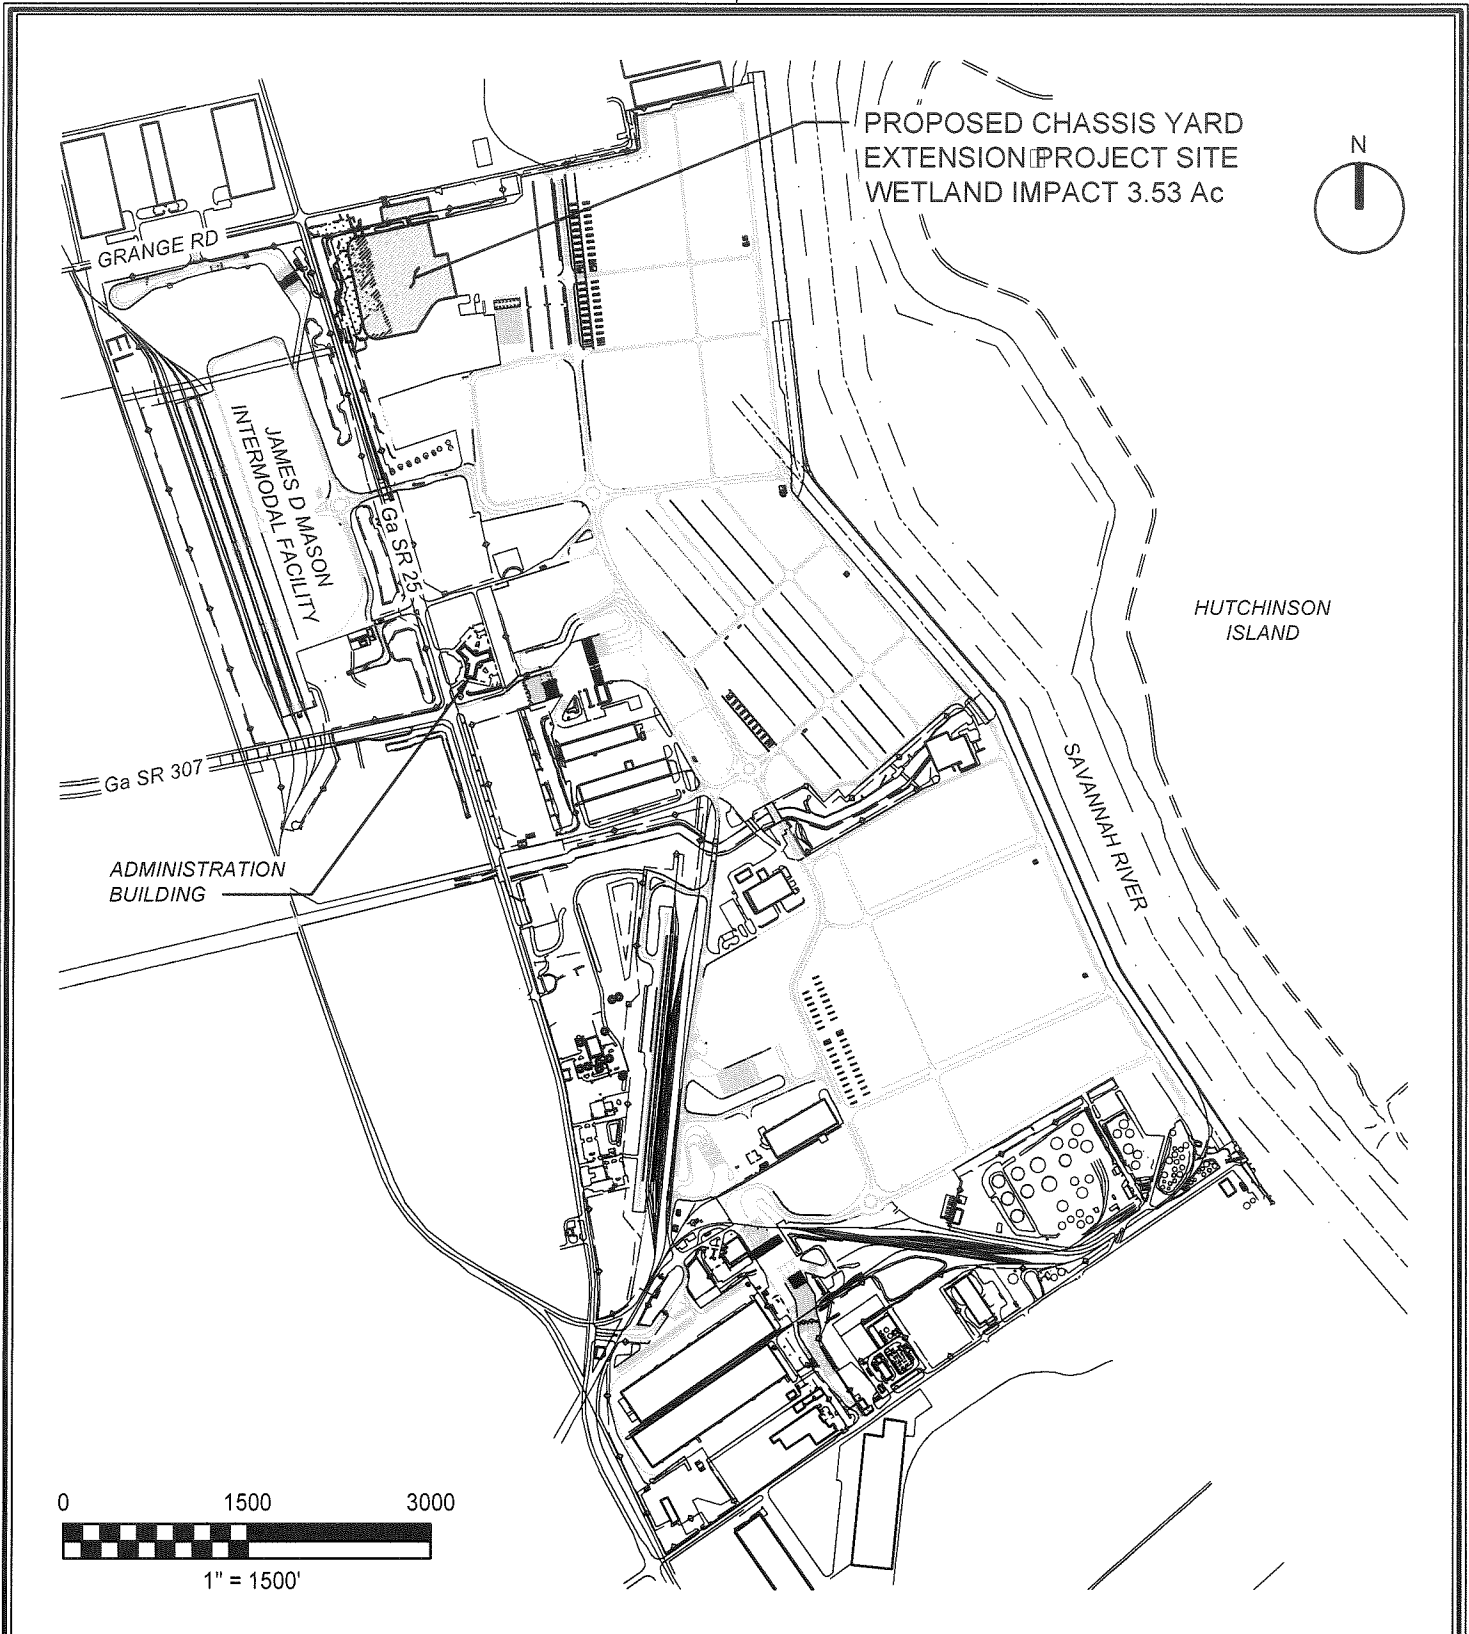 PROPOSED CHASSIS YARD
EXTENSION PROJECT SITE
WETLAND IMPACT 3.53 Ac
N
GRANGE RD
JAMES D MASON
INTERMODAL FACILITY
Ga SR 25
HUTCHINSON
ISLAND
Ga SR 307
SAVANNAH RIVER
ADMINISTRATION
BUILDING
0 1500 3000
1" = 1500'